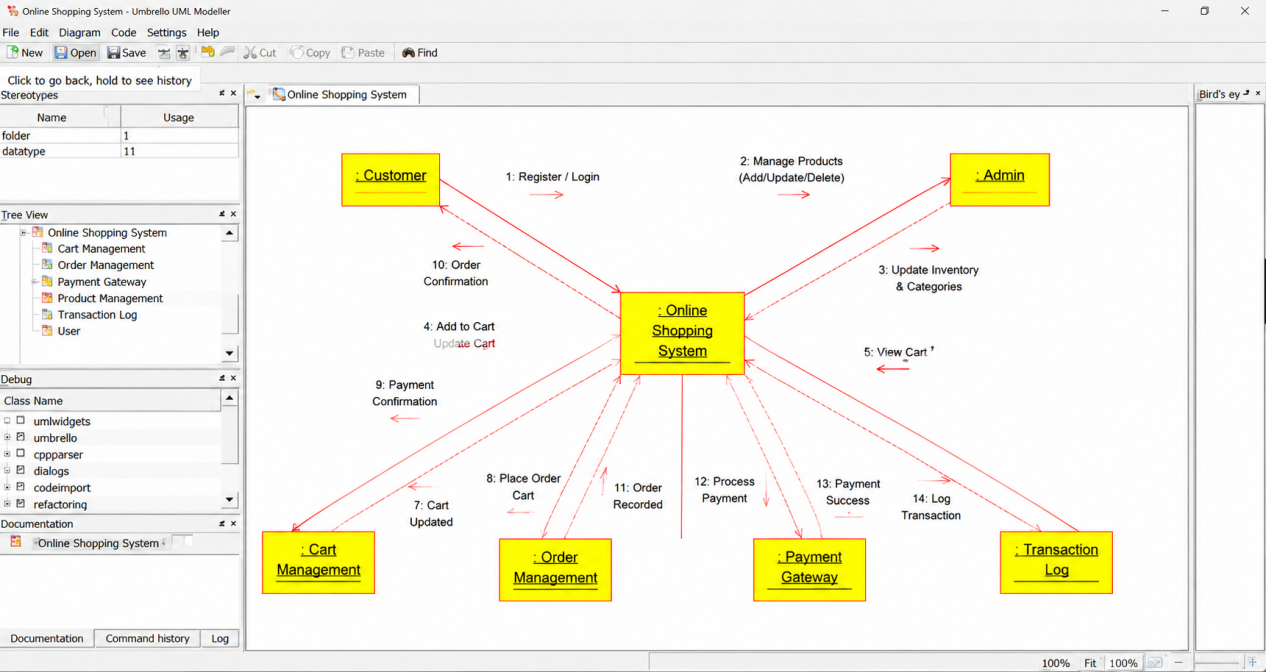 Online Shopping System - Umbrello UML Modeller
File Edit Diagram Code Settings Help
New Open Save Cut Copy Paste Find
Click to go back, hold to see history
Stereotypes
Name Usage
folder 1
datatype 11
Tree View
Online Shopping System
Cart Management
Order Management
Payment Gateway
Product Management
Transaction Log
User
Debug
Class Name
umlwidgets
umbrello
cppparser
dialogs
codeimport
refactoring
Documentation
Online Shopping System
Documentation Command history Log
Online Shopping System
Bird's ey
: Customer
1: Register / Login
2: Manage Products
(Add/Update/Delete)
: Admin
10: Order
Confirmation
3: Update Inventory
& Categories
4: Add to Cart
Update Cart
: Online
Shopping
System
5: View Cart
9: Payment
Confirmation
7: Cart
Updated
8: Place Order
Cart
11: Order
Recorded
12: Process
Payment
13: Payment
Success
14: Log
Transaction
: Cart
Management
: Order
Management
: Payment
Gateway
: Transaction
Log
100% Fit 100%